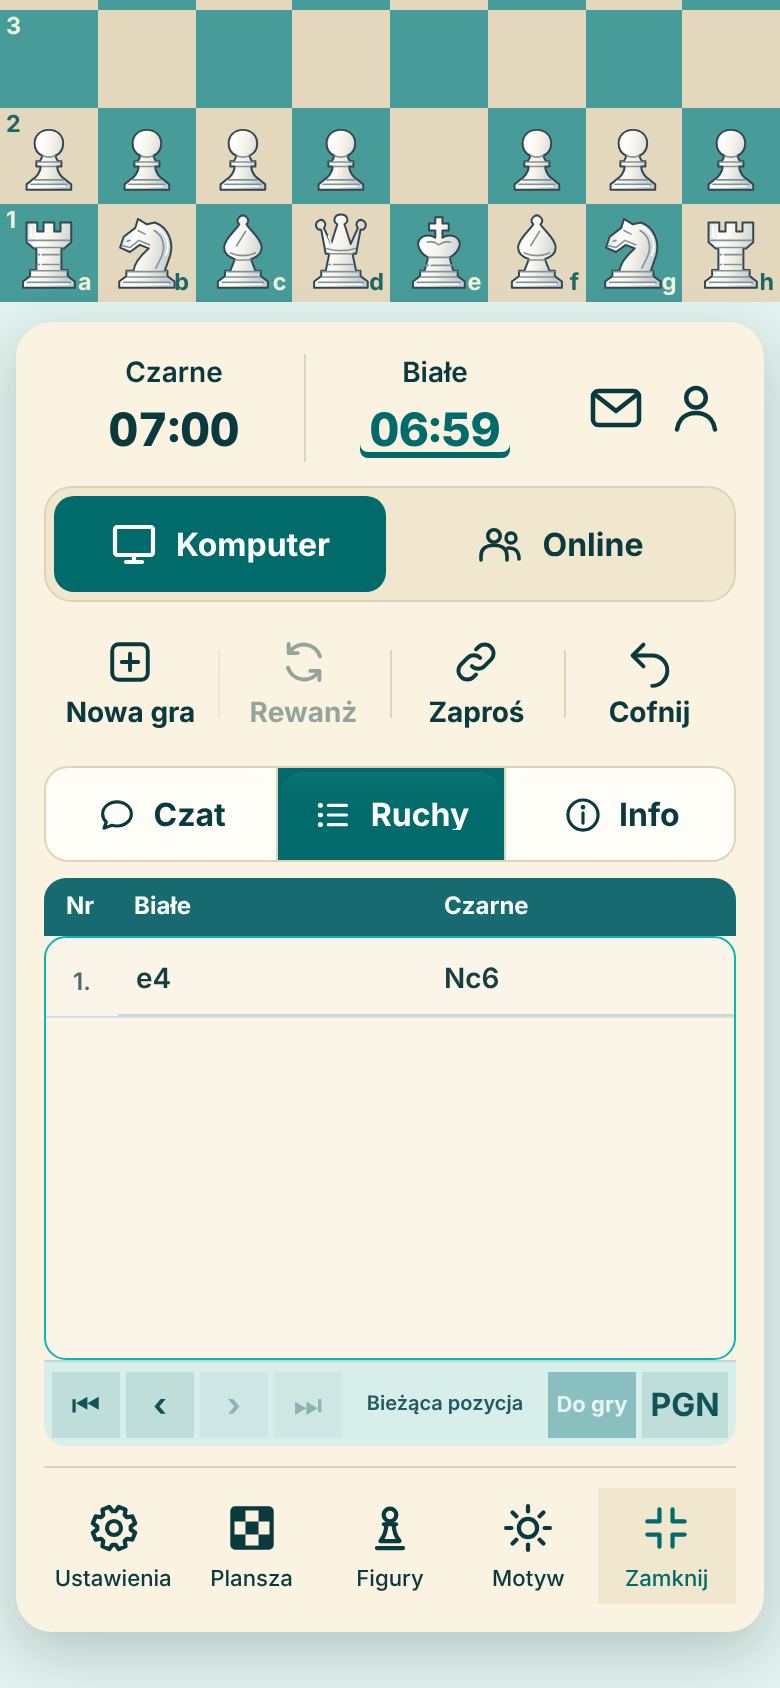 3
2
1
a b c d e f g h
Czarne Białe
07:00 06:59
Komputer Online
Nowa gra Rewanż Zaproś Cofnij
Czat Ruchy Info
Nr Białe Czarne
1. e4 Nc6
Bieżąca pozycja Do gry PGN
Ustawienia Plansza Figury Motyw Zamknij